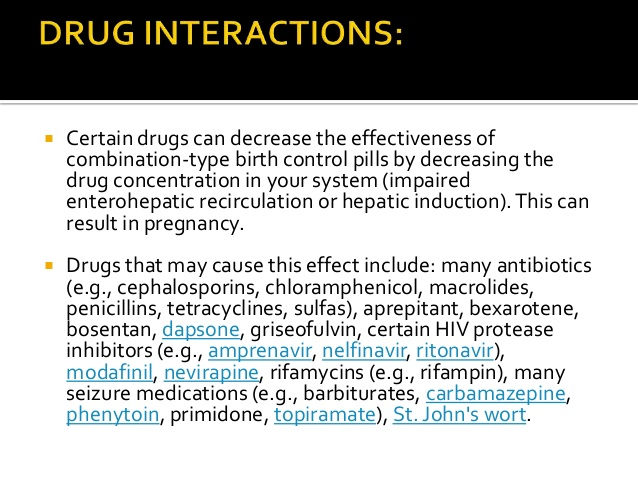 DRUG INTERACTIONS:
Certain drugs can decrease the effectiveness of
combination-type birth control pills by decreasing the
drug concentration in your system (impaired
enterohepatic recirculation or hepatic induction). This can
result in pregnancy.
Drugs that may cause this effect include: many antibiotics
(e.g., cephalosporins, chloramphenicol, macrolides,
penicillins, tetracyclines, sulfas), aprepitant, bexarotene,
bosentan, dapsone, griseofulvin, certain HIV protease
inhibitors (e.g., amprenavir, nelfinavir, ritonavir),
modafinil, nevirapine, rifamycins (e.g., rifampin), many
seizure medications (e.g., barbiturates, carbamazepine,
phenytoin, primidone, topiramate), St. John's wort.